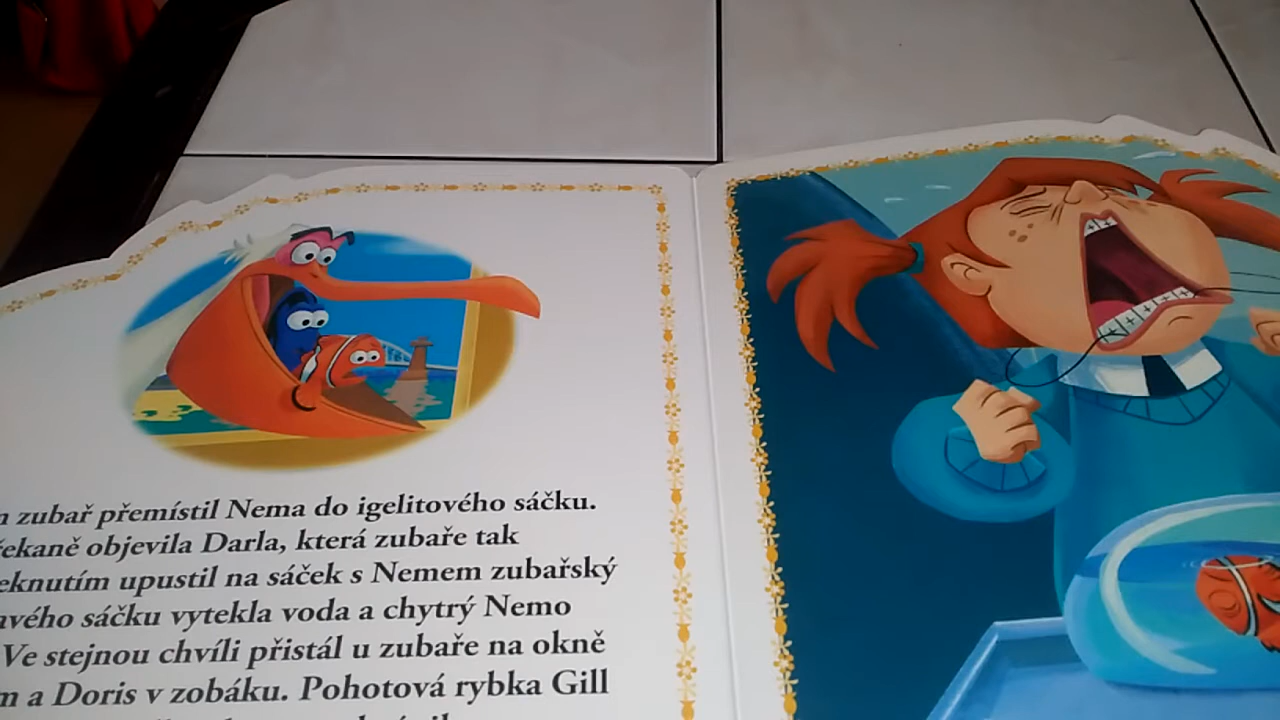 zubař přemístil Nema do igelitového sáčku.
objevila Darla, která zubaře tak
upustil na sáček s Nemem zubařský
sáčku vytekla voda a chytrý Nemo
Ve stejnou chvíli přistál u zubaře na okně
a Doris v zobáku. Pohotová rybka Gill